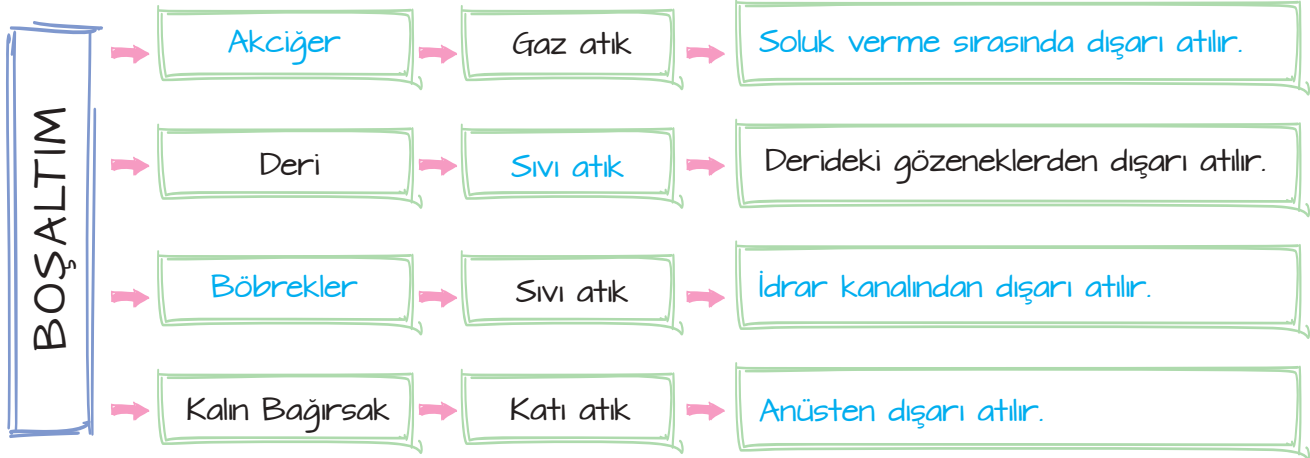 BOŞALTIM
Akciğer
Gaz atık
Soluk verme sırasında dışarı atılır.
Deri
Sıvı atık
Derideki gözeneklerden dışarı atılır.
Böbrekler
Sıvı atık
İdrar kanalından dışarı atılır.
Kalın Bağırsak
Katı atık
Anüsten dışarı atılır.